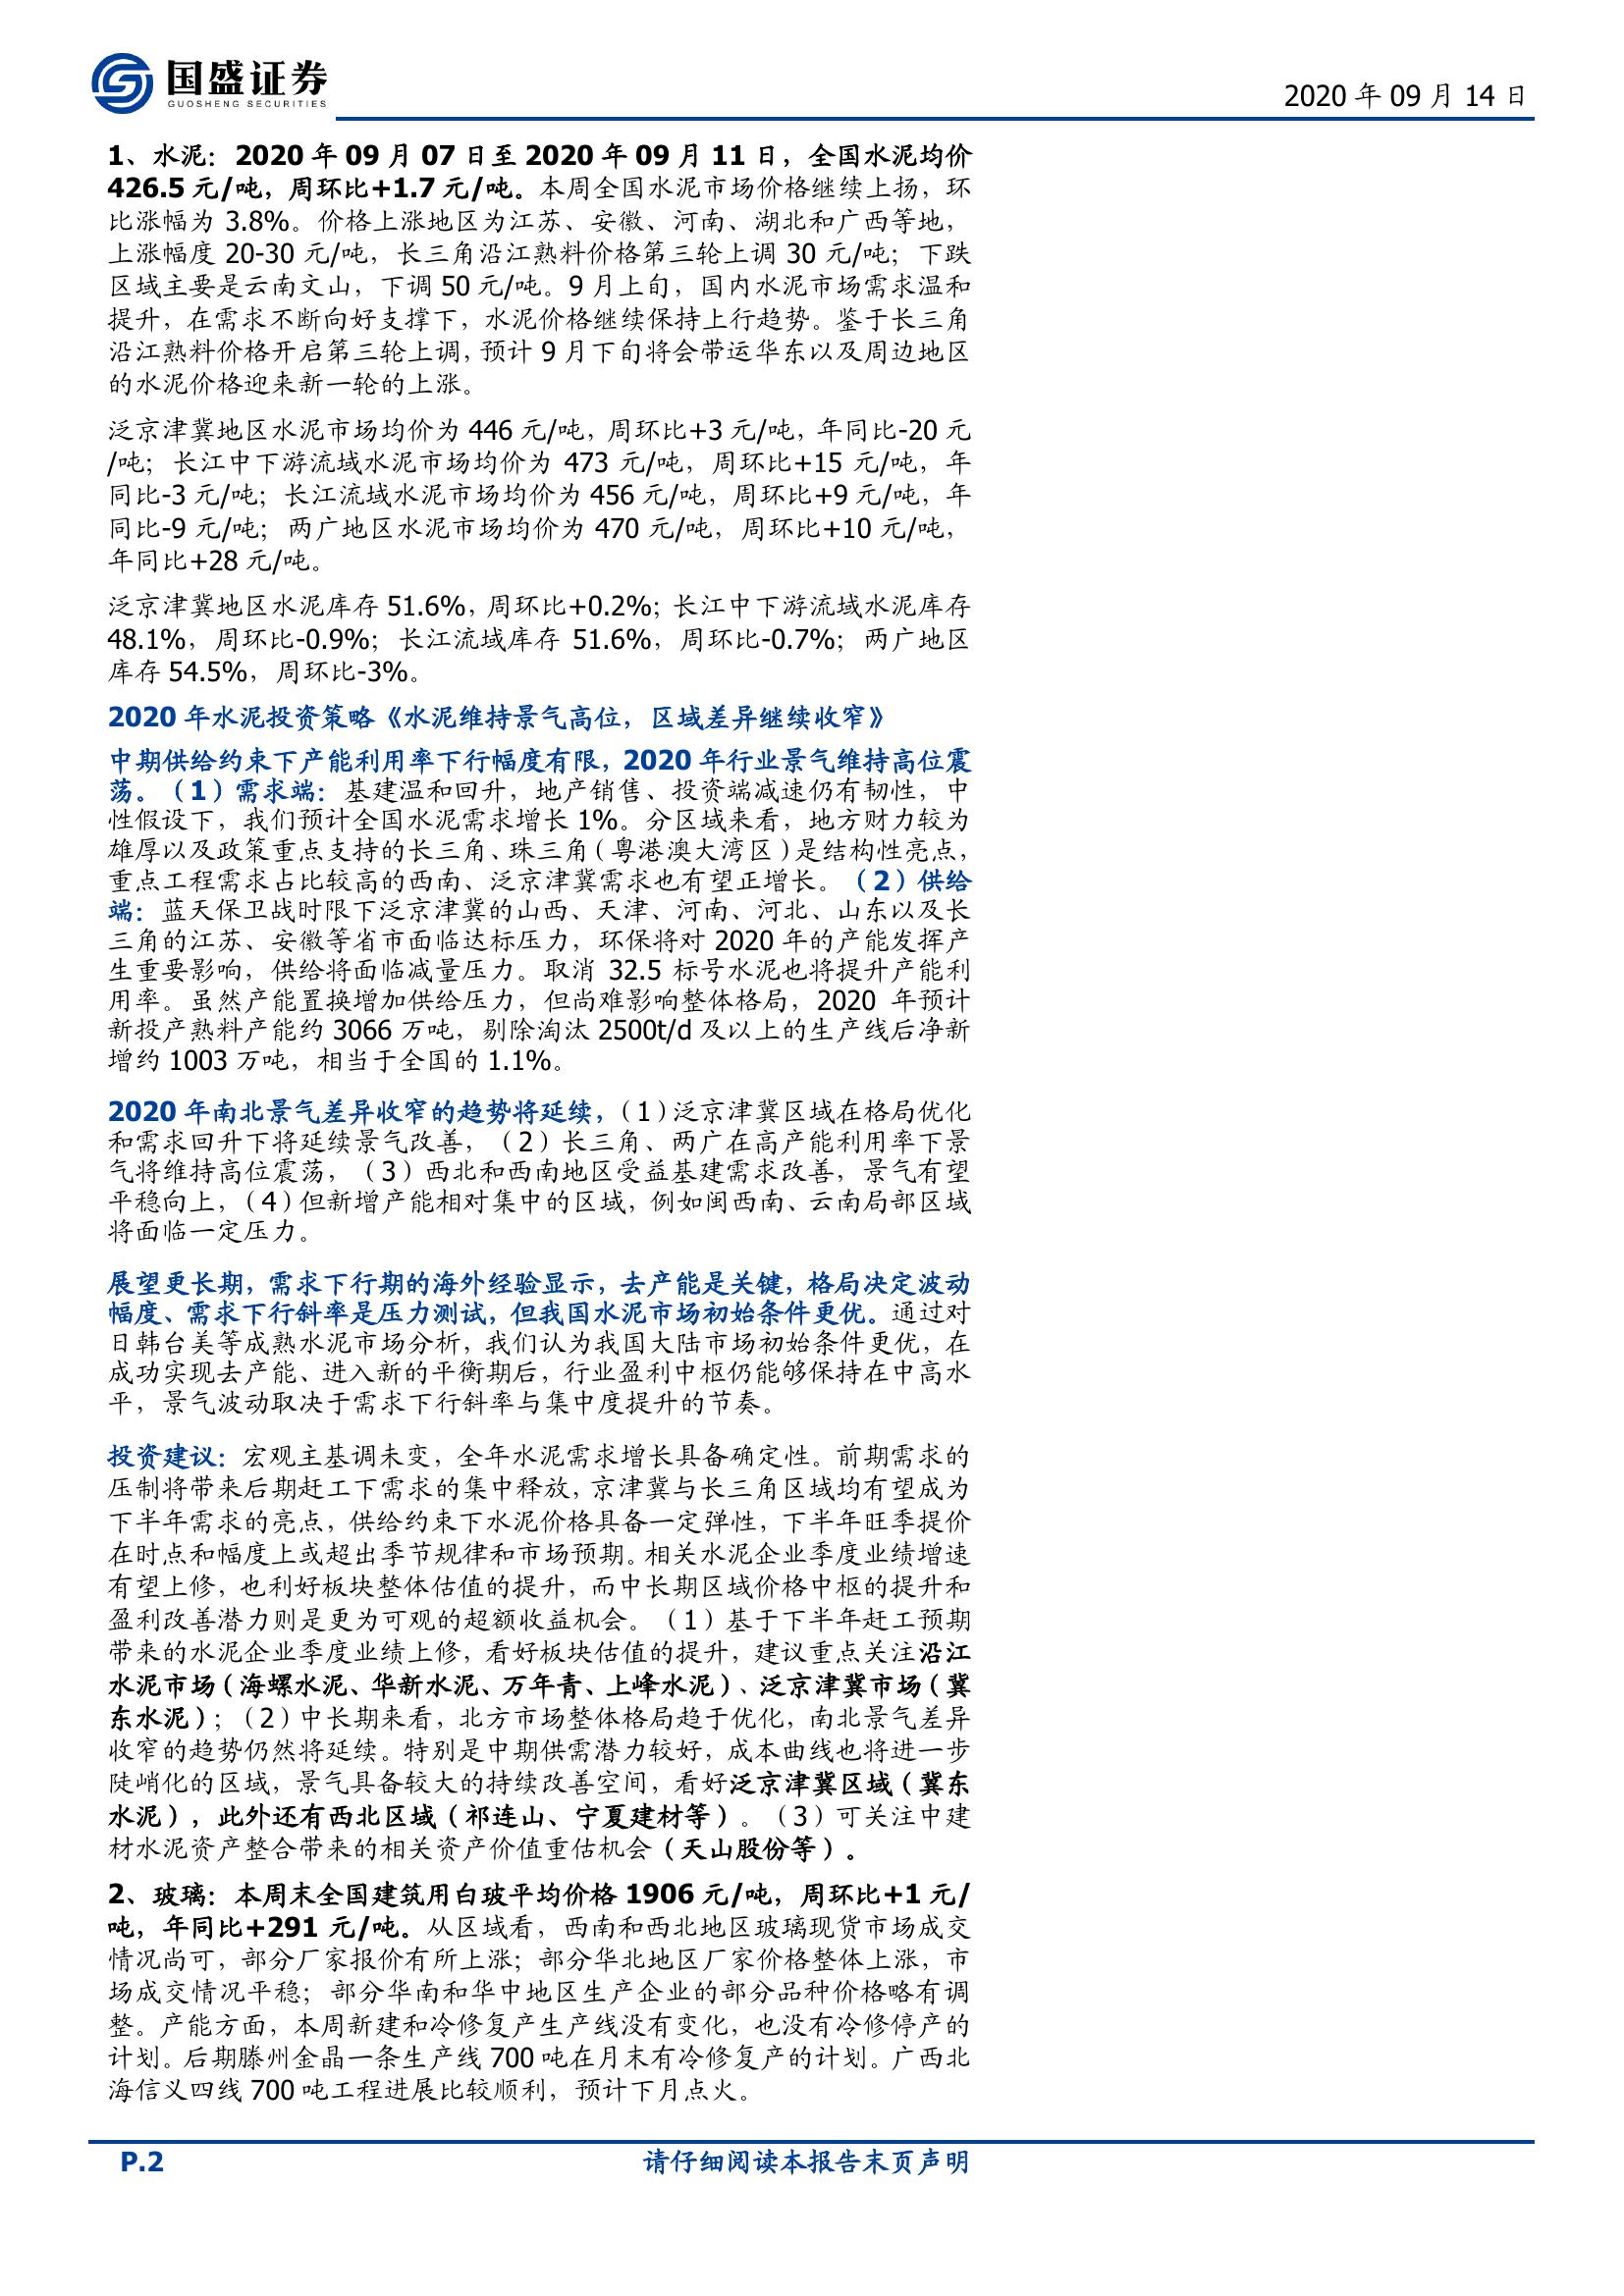 国盛证券
GUOSHENG SECURITIES
2020 年 09 月 14 日
1、水泥：2020 年 09 月 07 日至 2020 年 09 月 11 日，全国水泥均价
426.5 元/吨，周环比+1.7 元/吨。本周全国水泥市场价格继续上扬，环
比涨幅为 3.8%。价格上涨地区为江苏、安徽、河南、湖北和广西等地，
上涨幅度 20-30 元/吨，长三角沿江熟料价格第三轮上调 30 元/吨；下跌
区域主要是云南文山，下调 50 元/吨。9 月上旬，国内水泥市场需求温和
提升，在需求不断向好支撑下，水泥价格继续保持上行趋势。鉴于长三角
沿江熟料价格开启第三轮上调，预计 9 月下旬将会带运华东以及周边地区
的水泥价格迎来新一轮的上涨。
泛京津冀地区水泥市场均价为 446 元/吨，周环比+3 元/吨，年同比-20 元
/吨；长江中下游流域水泥市场均价为 473 元/吨，周环比+15 元/吨，年
同比-3 元/吨；长江流域水泥市场均价为 456 元/吨，周环比+9 元/吨，年
同比-9 元/吨；两广地区水泥市场均价为 470 元/吨，周环比+10 元/吨，
年同比+28 元/吨。
泛京津冀地区水泥库存 51.6%，周环比+0.2%；长江中下游流域水泥库存
48.1%，周环比-0.9%；长江流域库存 51.6%，周环比-0.7%；两广地区
库存 54.5%，周环比-3%。
2020 年水泥投资策略《水泥维持景气高位，区域差异继续收窄》
中期供给约束下产能利用率下行幅度有限，2020 年行业景气维持高位震
荡。（1）需求端：基建温和回升，地产销售、投资端减速仍有韧性，中
性假设下，我们预计全国水泥需求增长 1%。分区域来看，地方财力较为
雄厚以及政策重点支持的长三角、珠三角（粤港澳大湾区）是结构性亮点，
重点工程需求占比较高的西南、泛京津冀需求也有望正增长。（2）供给
端：蓝天保卫战时限下泛京津冀的山西、天津、河南、河北、山东以及长
三角的江苏、安徽等省市面临达标压力，环保将对 2020 年的产能发挥产
生重要影响，供给将面临减量压力。取消 32.5 标号水泥也将提升产能利
用率。虽然产能置换增加供给压力，但尚难影响整体格局，2020 年预计
新投产熟料产能约 3066 万吨，剔除淘汰 2500t/d 及以上的生产线后净新
增约 1003 万吨，相当于全国的 1.1%。
2020 年南北景气差异收窄的趋势将延续，（1）泛京津冀区域在格局优化
和需求回升下将延续景气改善，（2）长三角、两广在高产能利用率下景
气将维持高位震荡，（3）西北和西南地区受益基建需求改善，景气有望
平稳向上，（4）但新增产能相对集中的区域，例如闽西南、云南局部区域
将面临一定压力。
展望更长期，需求下行期的海外经验显示，去产能是关键，格局决定波动
幅度、需求下行斜率是压力测试，但我国水泥市场初始条件更优。通过对
日韩台美等成熟水泥市场分析，我们认为我国大陆市场初始条件更优，在
成功实现去产能、进入新的平衡期后，行业盈利中枢仍能够保持在中高水
平，景气波动取决于需求下行斜率与集中度提升的节奏。
投资建议：宏观主基调未变，全年水泥需求增长具备确定性。前期需求的
压制将带来后期赶工下需求的集中释放，京津冀与长三角区域均有望成为
下半年需求的亮点，供给约束下水泥价格具备一定弹性，下半年旺季提价
在时点和幅度上或超出季节规律和市场预期。相关水泥企业季度业绩增速
有望上修，也利好板块整体估值的提升，而中长期区域价格中枢的提升和
盈利改善潜力则是更为可观的超额收益机会。（1）基于下半年赶工预期
带来的水泥企业季度业绩上修，看好板块估值的提升，建议重点关注沿江
水泥市场（海螺水泥、华新水泥、万年青、上峰水泥）、泛京津冀市场（冀
东水泥）；（2）中长期来看，北方市场整体格局趋于优化，南北景气差异
收窄的趋势仍然将延续。特别是中期供需潜力较好，成本曲线也将进一步
陡峭化的区域，景气具备较大的持续改善空间，看好泛京津冀区域（冀东
水泥），此外还有西北区域（祁连山、宁夏建材等）。（3）可关注中建
材水泥资产整合带来的相关资产价值重估机会（天山股份等）。
2、玻璃：本周末全国建筑用白玻平均价格 1906 元/吨，周环比+1 元/
吨，年同比+291 元/吨。从区域看，西南和西北地区玻璃现货市场成交
情况尚可，部分厂家报价有所上涨；部分华北地区厂家价格整体上涨，市
场成交情况平稳；部分华南和华中地区生产企业的部分品种价格略有调
整。产能方面，本周新建和冷修复产生产线没有变化，也没有冷修停产的
计划。后期滕州金晶一条生产线 700 吨在月末有冷修复产的计划。广西北
海信义四线 700 吨工程进展比较顺利，预计下月点火。
P.2
请仔细阅读本报告末页声明